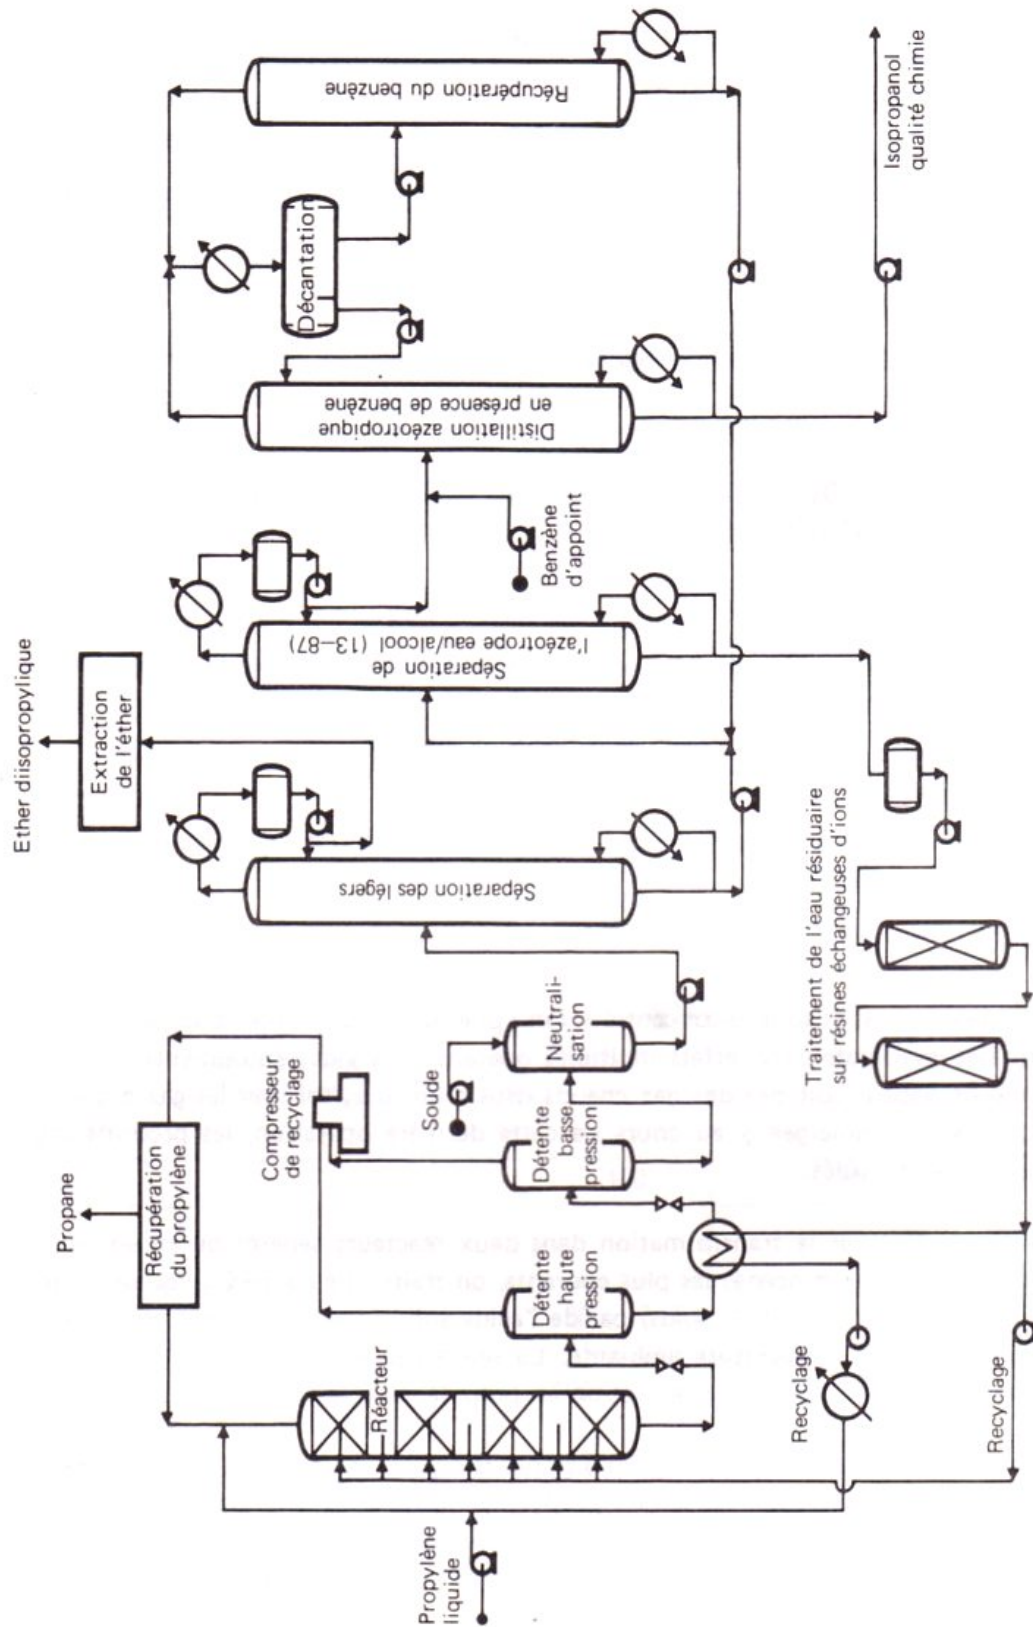 Ether diisopropylique
Extraction
de l'éther
Propane
Récupération
du propylène
Compresseur
de recyclage
Récupération du benzène
Décantation
Distillation azéotropique
en présence de benzène
Séparation de
l'azéotrope eau/alcool (13–87)
Séparation des légers
Benzène
d'appoint
Soude
Neutrali-
sation
Détente
basse
pression
Détente
haute
pression
Réacteur
Propylène
liquide
Recyclage
Recyclage
Traitement de l'eau résiduaire
sur résines échangeuses d'ions
Isopropanol
qualité chimie